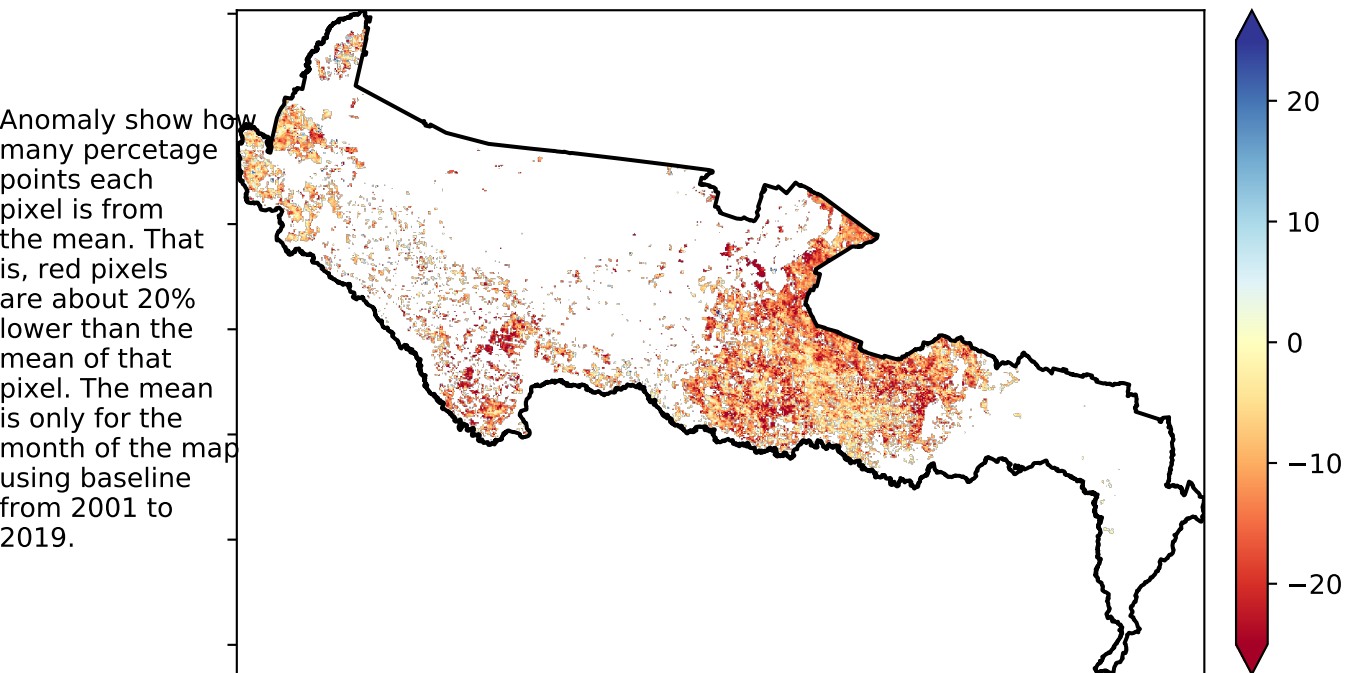 Anomaly show how
many percetage
points each
pixel is from
the mean. That
is, red pixels
are about 20%
lower than the
mean of that
pixel. The mean
is only for the
month of the map
using baseline
from 2001 to
2019.
20
10
0
−10
−20